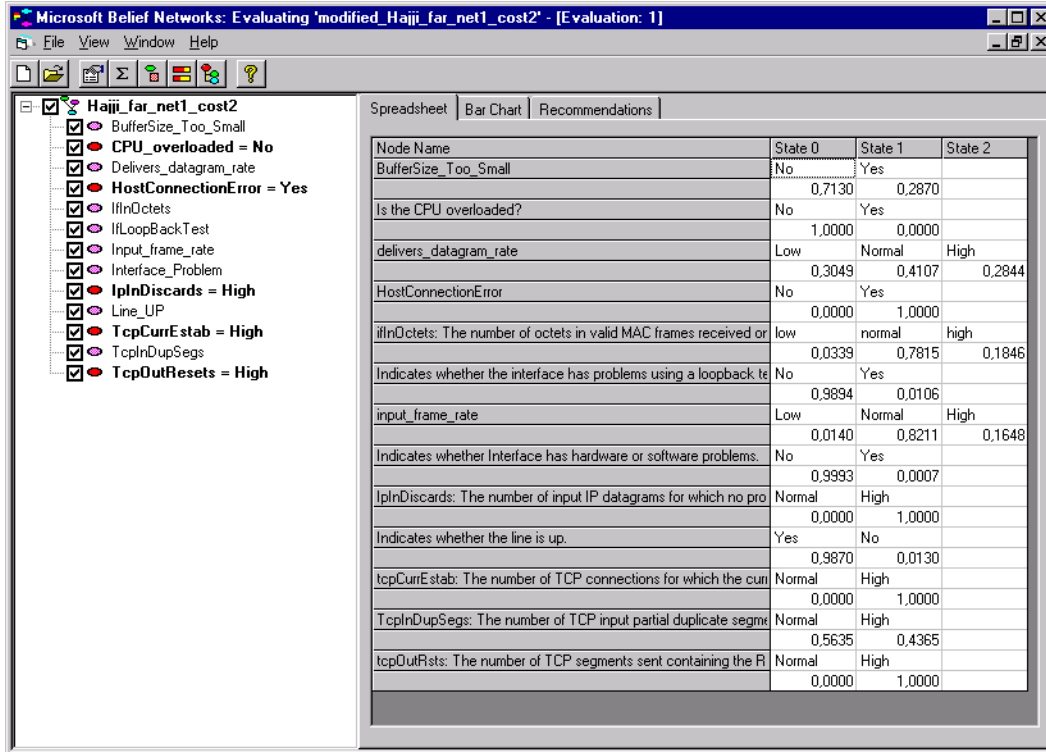 Microsoft Belief Networks: Evaluating 'modified_Hajji_far_net1_cost2' - [Evaluation: 1]
File View Window Help
Hajji_far_net1_cost2
BufferSize_Too_Small
CPU_overloaded = No
Delivers_datagram_rate
HostConnectionError = Yes
IfInOctets
IfLoopBackTest
Input_frame_rate
Interface_Problem
IpInDiscards = High
Line_UP
TcpCurrEstab = High
TcpInDupSegs
TcpOutResets = High
Spreadsheet Bar Chart Recommendations
Node Name State 0 State 1 State 2
BufferSize_Too_Small No Yes
0,7130 0,2870
Is the CPU overloaded? No Yes
1,0000 0,0000
delivers_datagram_rate Low Normal High
0,3049 0,4107 0,2844
HostConnectionError No Yes
0,0000 1,0000
ifInOctets: The number of octets in valid MAC frames received or low normal high
0,0339 0,7815 0,1846
Indicates whether the interface has problems using a loopback te No Yes
0,9894 0,0106
input_frame_rate Low Normal High
0,0140 0,8211 0,1648
Indicates whether Interface has hardware or software problems. No Yes
0,9993 0,0007
IpInDiscards: The number of input IP datagrams for which no pro Normal High
0,0000 1,0000
Indicates whether the line is up. Yes No
0,9870 0,0130
tcpCurrEstab: The number of TCP connections for which the curr Normal High
0,0000 1,0000
TcpInDupSegs: The number of TCP input partial duplicate segme Normal High
0,5635 0,4365
tcpOutRsts: The number of TCP segments sent containing the R Normal High
0,0000 1,0000